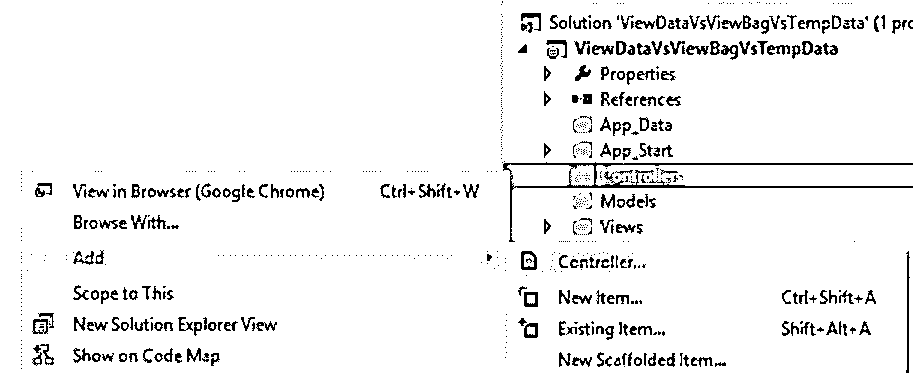 Solution 'ViewDataVsViewBagVsTempData' (1 pro
ViewDataVsViewBagVsTempData
Properties
References
App_Data
App_Start
Controllers
Models
Views
View in Browser (Google Chrome) Ctrl+Shift+W
Browse With...
Add
Scope to This
New Solution Explorer View
Show on Code Map
Controller...
New Item... Ctrl+Shift+A
Existing Item... Shift+Alt+A
New Scaffolded Item...